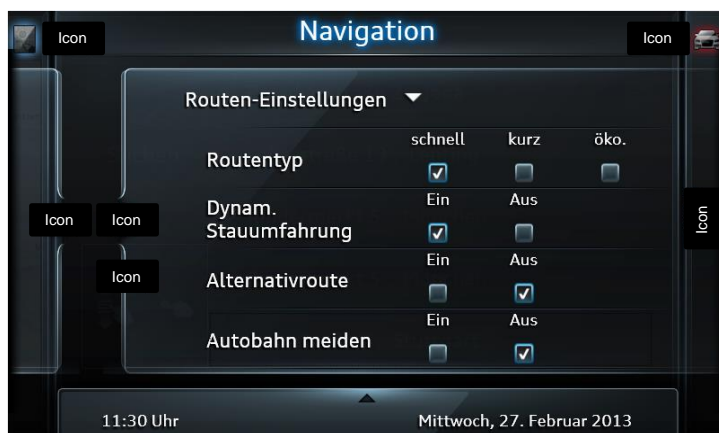 Icon
Navigation
Icon
Routen-Einstellungen
schnell kurz öko.
Routentyp
Ein Aus
Dynam.
Stauumfahrung
Icon Icon
Icon
Ein Aus
Alternativroute
Icon
Ein Aus
Autobahn meiden
11:30 Uhr Mittwoch, 27. Februar 2013